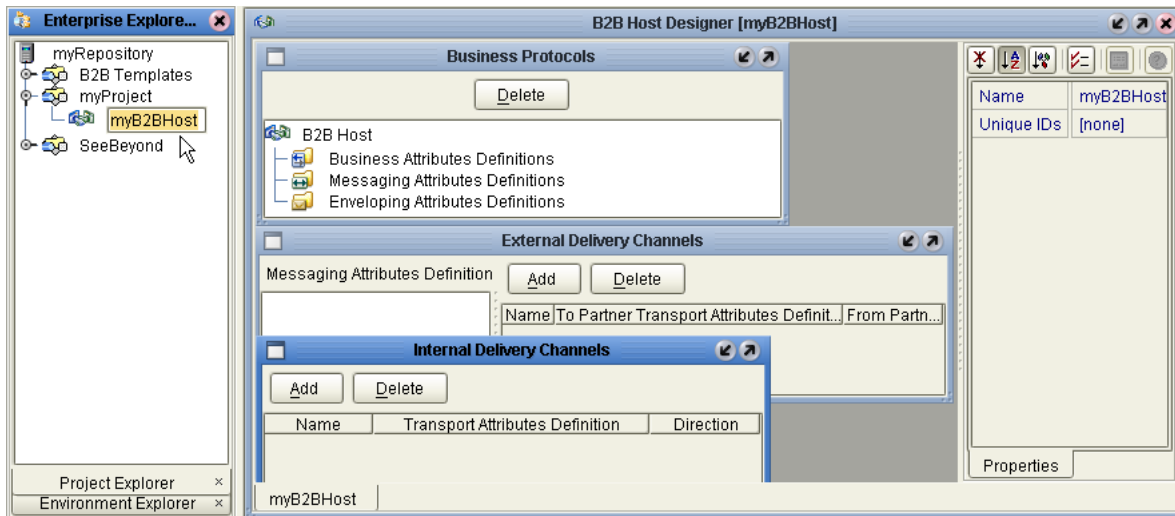 Enterprise Explore...
myRepository
B2B Templates
myProject
myB2BHost
SeeBeyond
Project Explorer
Environment Explorer
B2B Host Designer [myB2BHost]
Business Protocols
Delete
B2B Host
Business Attributes Definitions
Messaging Attributes Definitions
Enveloping Attributes Definitions
External Delivery Channels
Messaging Attributes Definition
Add Delete
Name To Partner Transport Attributes Definit... From Partn...
Internal Delivery Channels
Add Delete
Name Transport Attributes Definition Direction
myB2BHost
Name myB2BHost
Unique IDs [none]
Properties